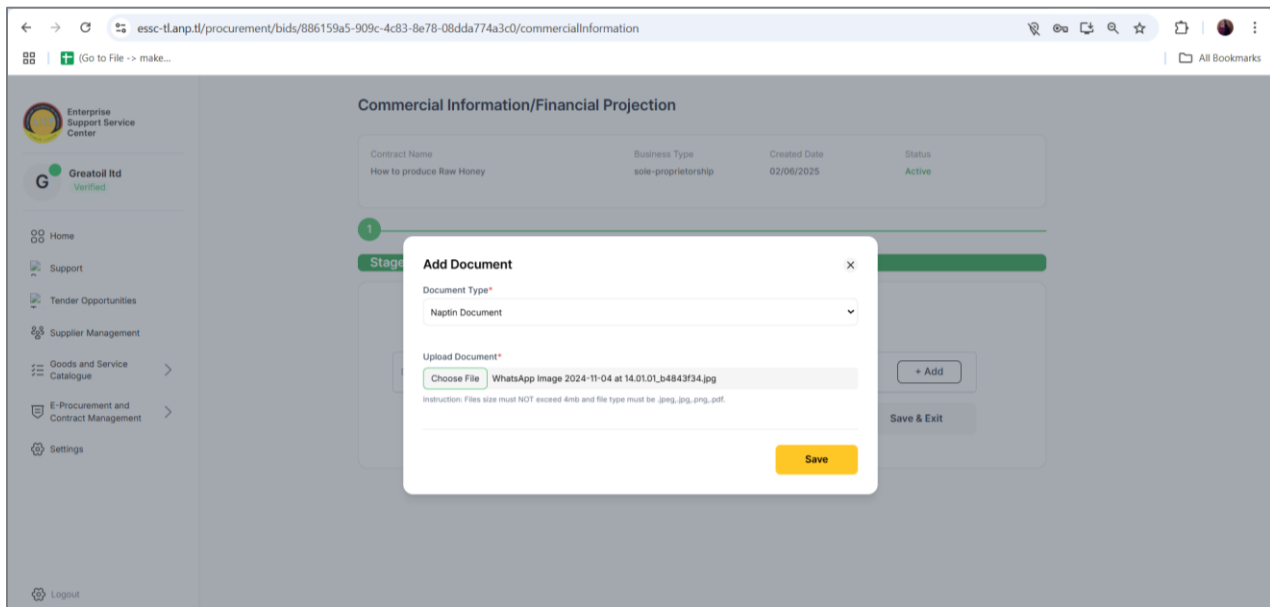 essc-tl.anp.tl/procurement/bids/886159a5-909c-4c83-8e78-08dda774a3c0/commercialInformation
(Go to File -> make...
All Bookmarks
Enterprise
Support Service
Center
G
Greatoil ltd
Verified
Home
Support
Tender Opportunities
Supplier Management
Goods and Service
Catalogue
E-Procurement and
Contract Management
Settings
Logout
Commercial Information/Financial Projection
Contract Name Business Type Created Date Status
How to produce Raw Honey sole-proprietorship 02/06/2025 Active
1
Stage
Add Document
Document Type*
Naptin Document
Upload Document*
Choose File WhatsApp Image 2024-11-04 at 14.01.01_b4843f34.jpg
Instruction: Files size must NOT exceed 4mb and file type must be .jpeg,.jpg,.png,.pdf.
Save
+ Add
Save & Exit